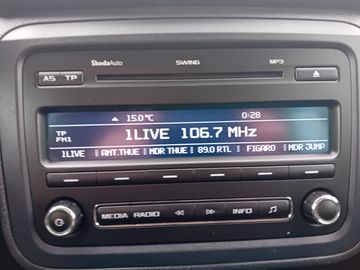 ŠkodaAuto SWING MP3
AS TP
15.0°C 0:28
TP
FM1
1LIVE 106.7 MHz
1LIVE ANT.THUE MDR THUE 89.0 RTL FIGARO MDR JUMP
MEDIA RADIO INFO